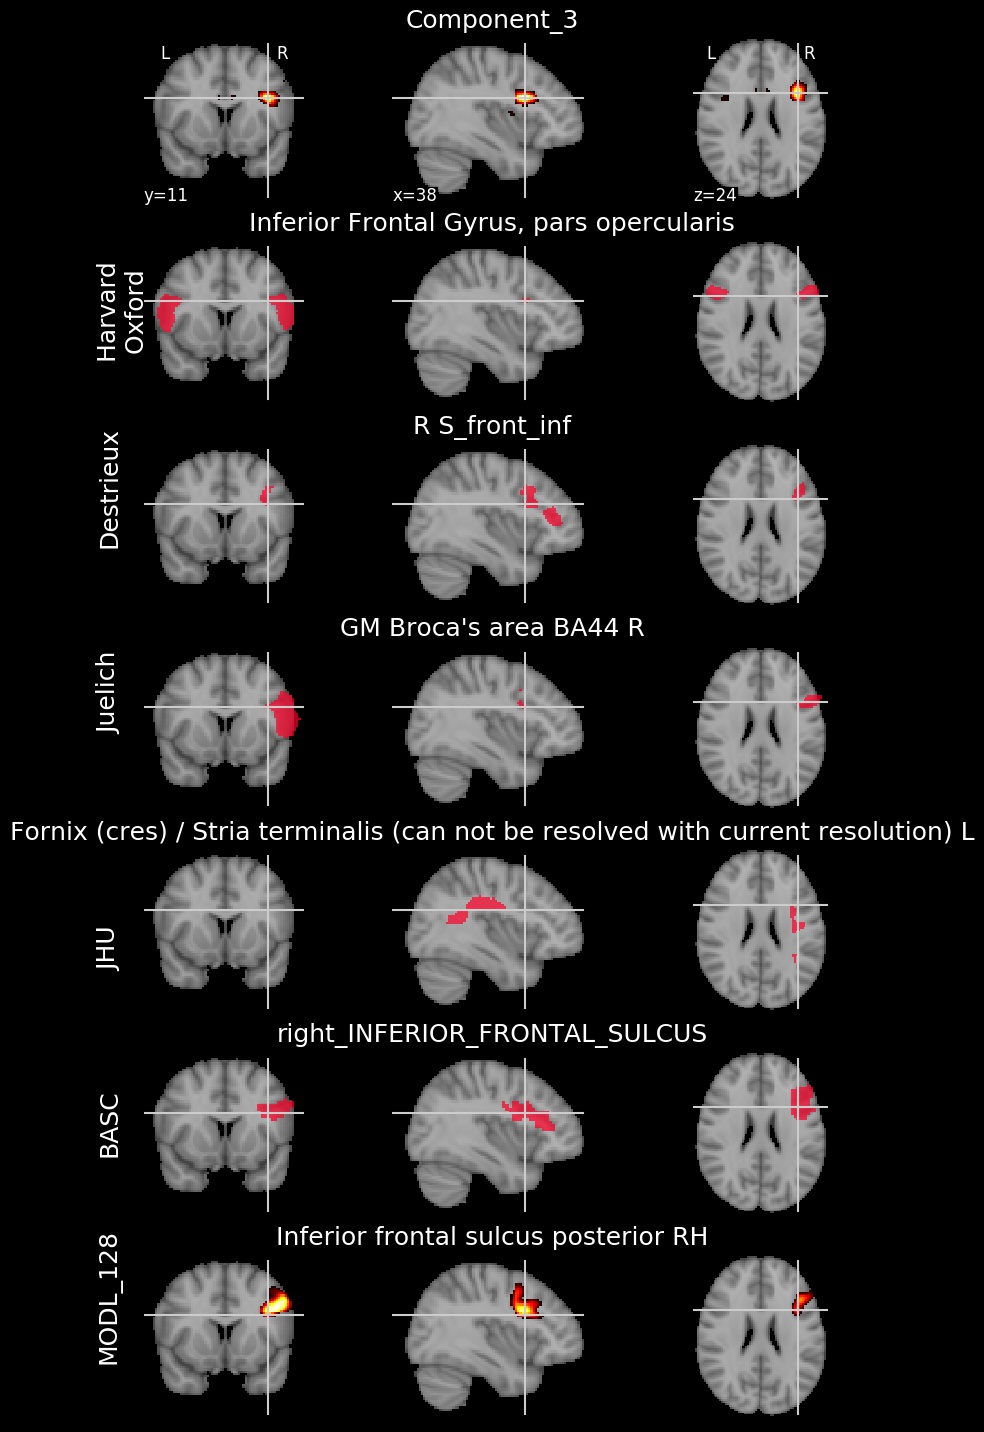 Component_3
L R L R
y=11 x=38 z=24
Inferior Frontal Gyrus, pars opercularis
Harvard
Oxford
R S_front_inf
Destrieux
GM Broca's area BA44 R
Juelich
Fornix (cres) / Stria terminalis (can not be resolved with current resolution) L
JHU
right_INFERIOR_FRONTAL_SULCUS
BASC
Inferior frontal sulcus posterior RH
MODL_128